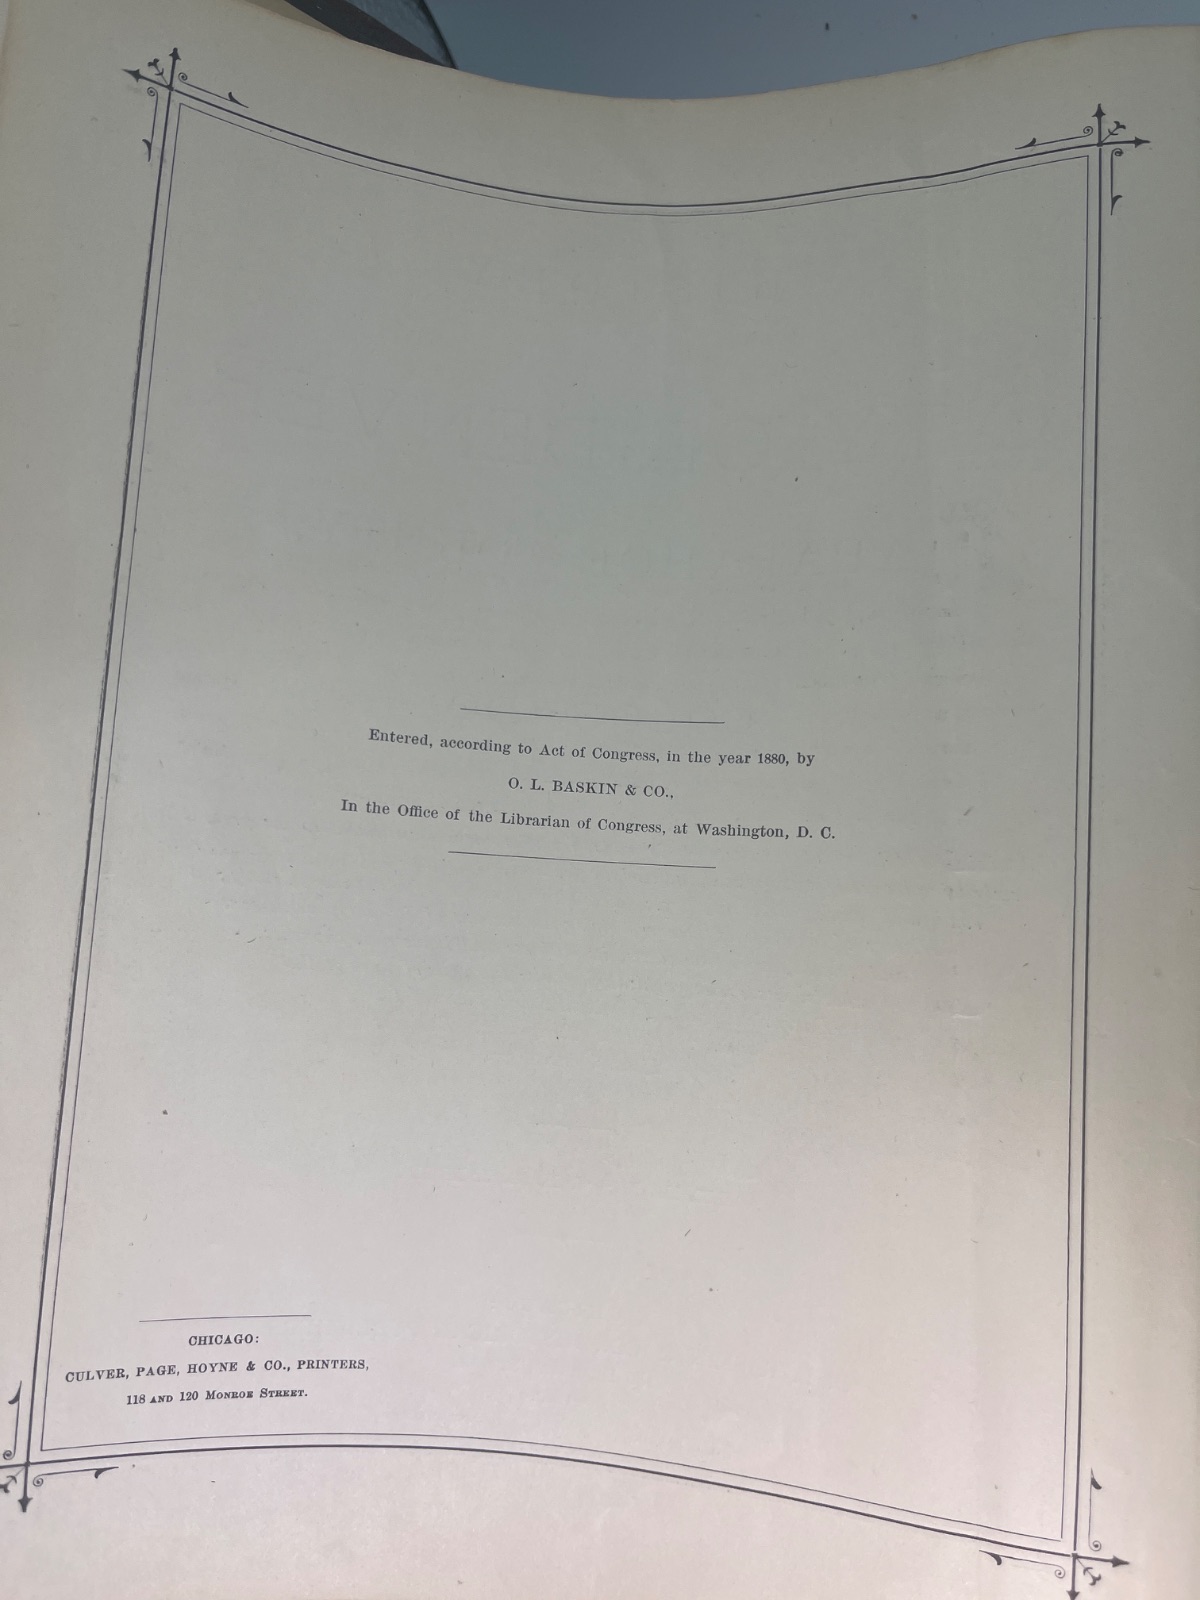 Entered, according to Act of Congress, in the year 1880, by
O. L. BASKIN & CO.,
In the Office of the Librarian of Congress, at Washington, D. C.
CHICAGO:
CULVER, PAGE, HOYNE & CO., PRINTERS,
118 AND 120 MONROE STREET.